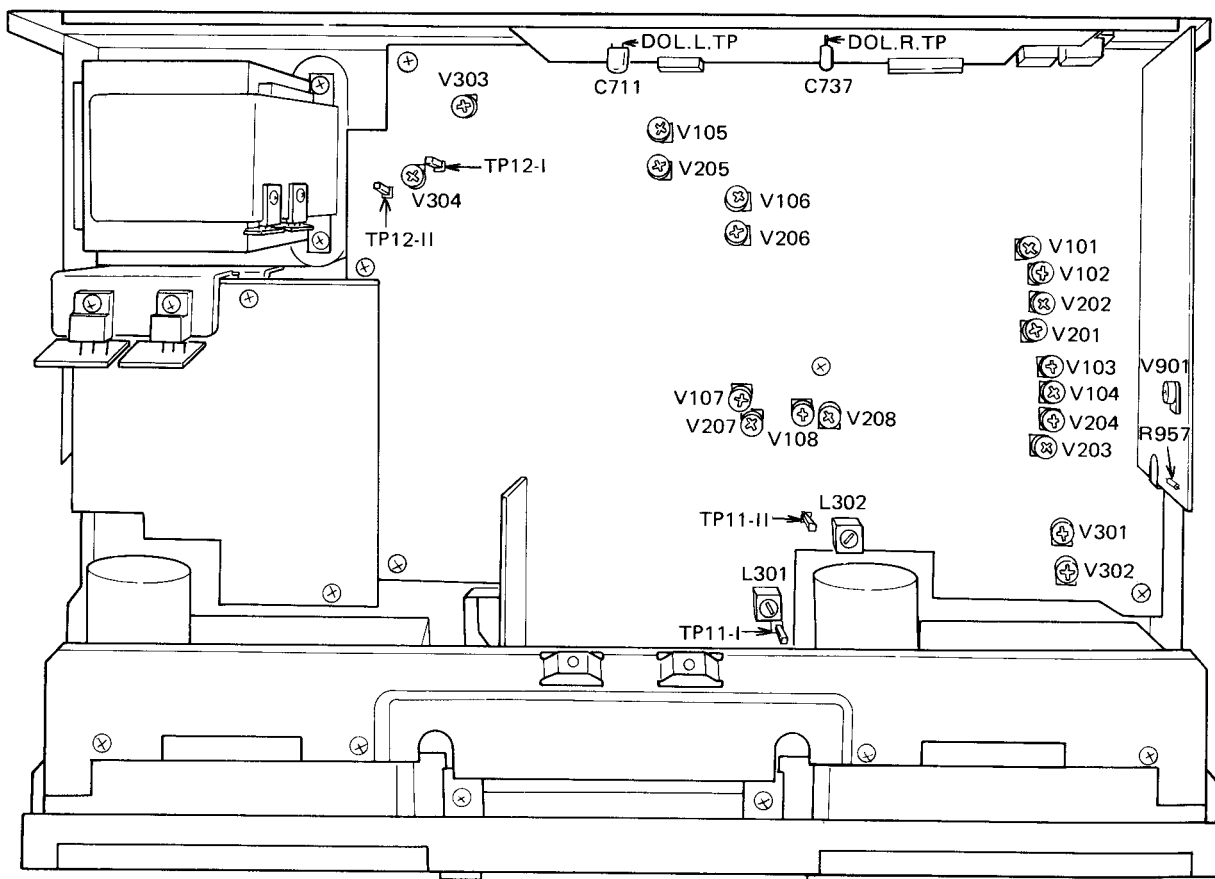 DOL.L.TP
DOL.R.TP
C711
C737
V303
V105
TP12-I
V205
V304
V106
TP12-II
V206
V101
V102
V202
V201
V103
V901
V107
V104
V207
V108
V208
V204
R957
V203
L302
TP11-II
V301
L301
V302
TP11-I